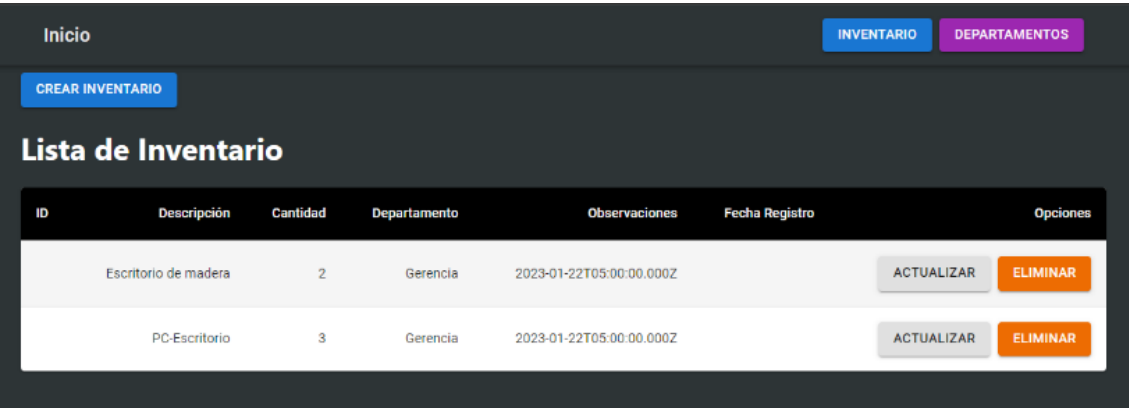 Inicio INVENTARIO DEPARTAMENTOS
CREAR INVENTARIO
Lista de Inventario
ID Descripción Cantidad Departamento Observaciones Fecha Registro Opciones
Escritorio de madera 2 Gerencia 2023-01-22T05:00:00.000Z ACTUALIZAR ELIMINAR
PC-Escritorio 3 Gerencia 2023-01-22T05:00:00.000Z ACTUALIZAR ELIMINAR